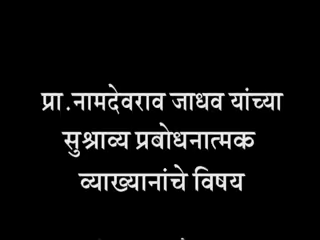 प्रा.नामदेवराव जाधव यांच्या
सुश्राव्य प्रबोधनात्मक
व्याख्यानांचे विषय